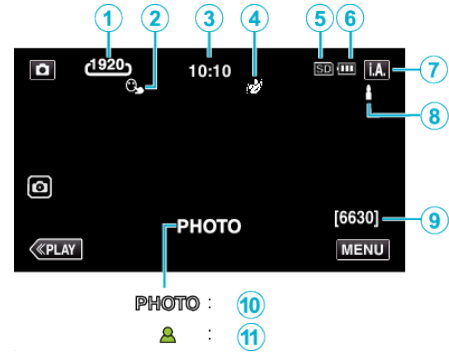 1 2 3 4 5 6
1920 10:10 SD i.A. 7
8
[6630] 9
PHOTO
≪PLAY MENU
PHOTO : 10
: 11